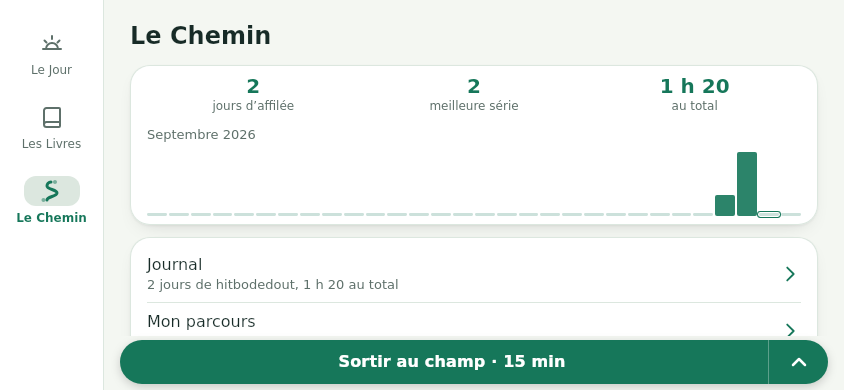 Le Jour
Les Livres
Le Chemin
Le Chemin
2
jours d’affilée
2
meilleure série
1 h 20
au total
Septembre 2026
Journal
2 jours de hitbodedout, 1 h 20 au total
Mon parcours
Sortir au champ · 15 min